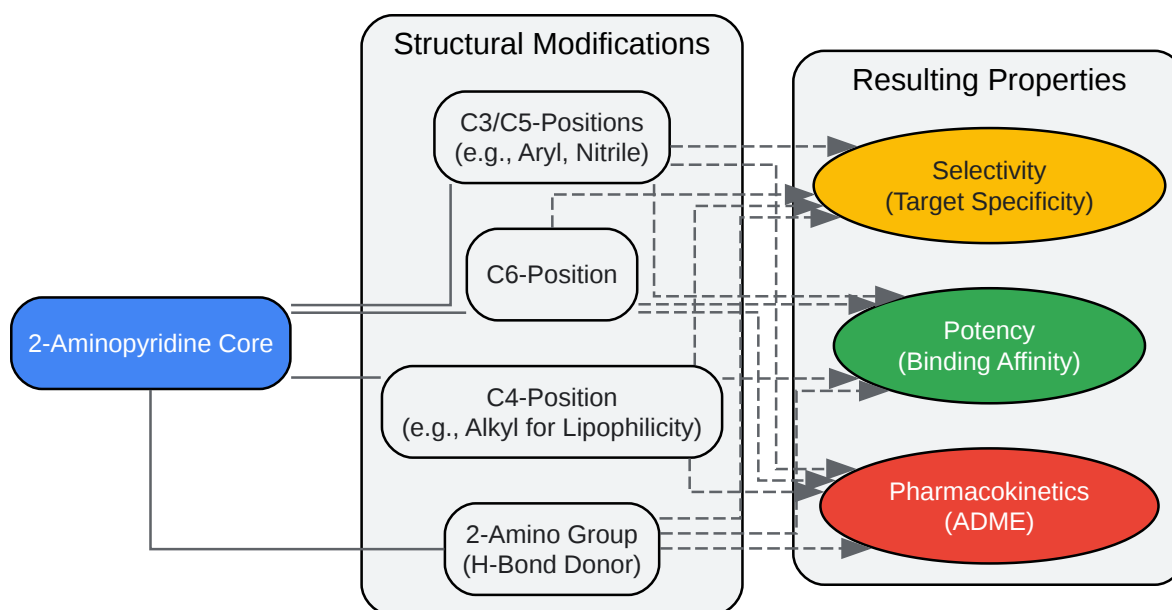 Structural Modifications
Resulting Properties
C3/C5-Positions
(e.g., Aryl, Nitrile)
Selectivity
(Target Specificity)
C6-Position
2-Aminopyridine Core
Potency
(Binding Affinity)
C4-Position
(e.g., Alkyl for Lipophilicity)
Pharmacokinetics
(ADME)
2-Amino Group
(H-Bond Donor)